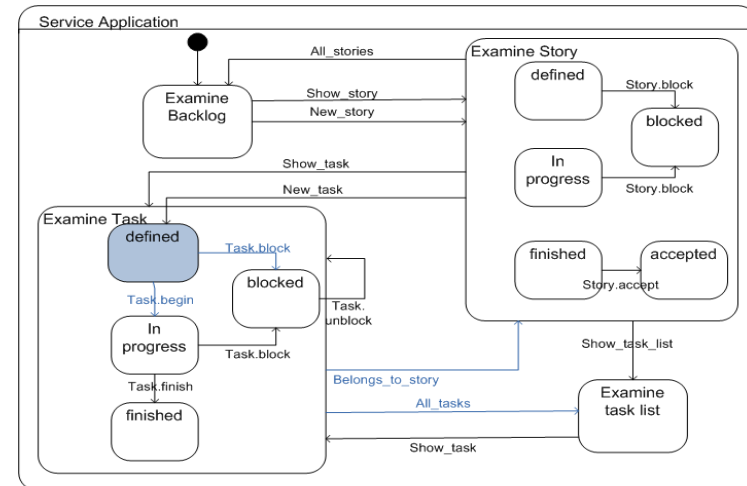 Service Application
All_stories
Examine Story
Examine
Backlog
Show_story
New_story
defined
Story.block
blocked
In
progress
Story.block
Show_task
New_task
Examine Task
defined
Task.block
blocked
Task.
unblock
Task.begin
In
progress
Task.block
Task.finish
finished
finished
accepted
Story.accept
Belongs_to_story
Show_task_list
All_tasks
Examine
task list
Show_task